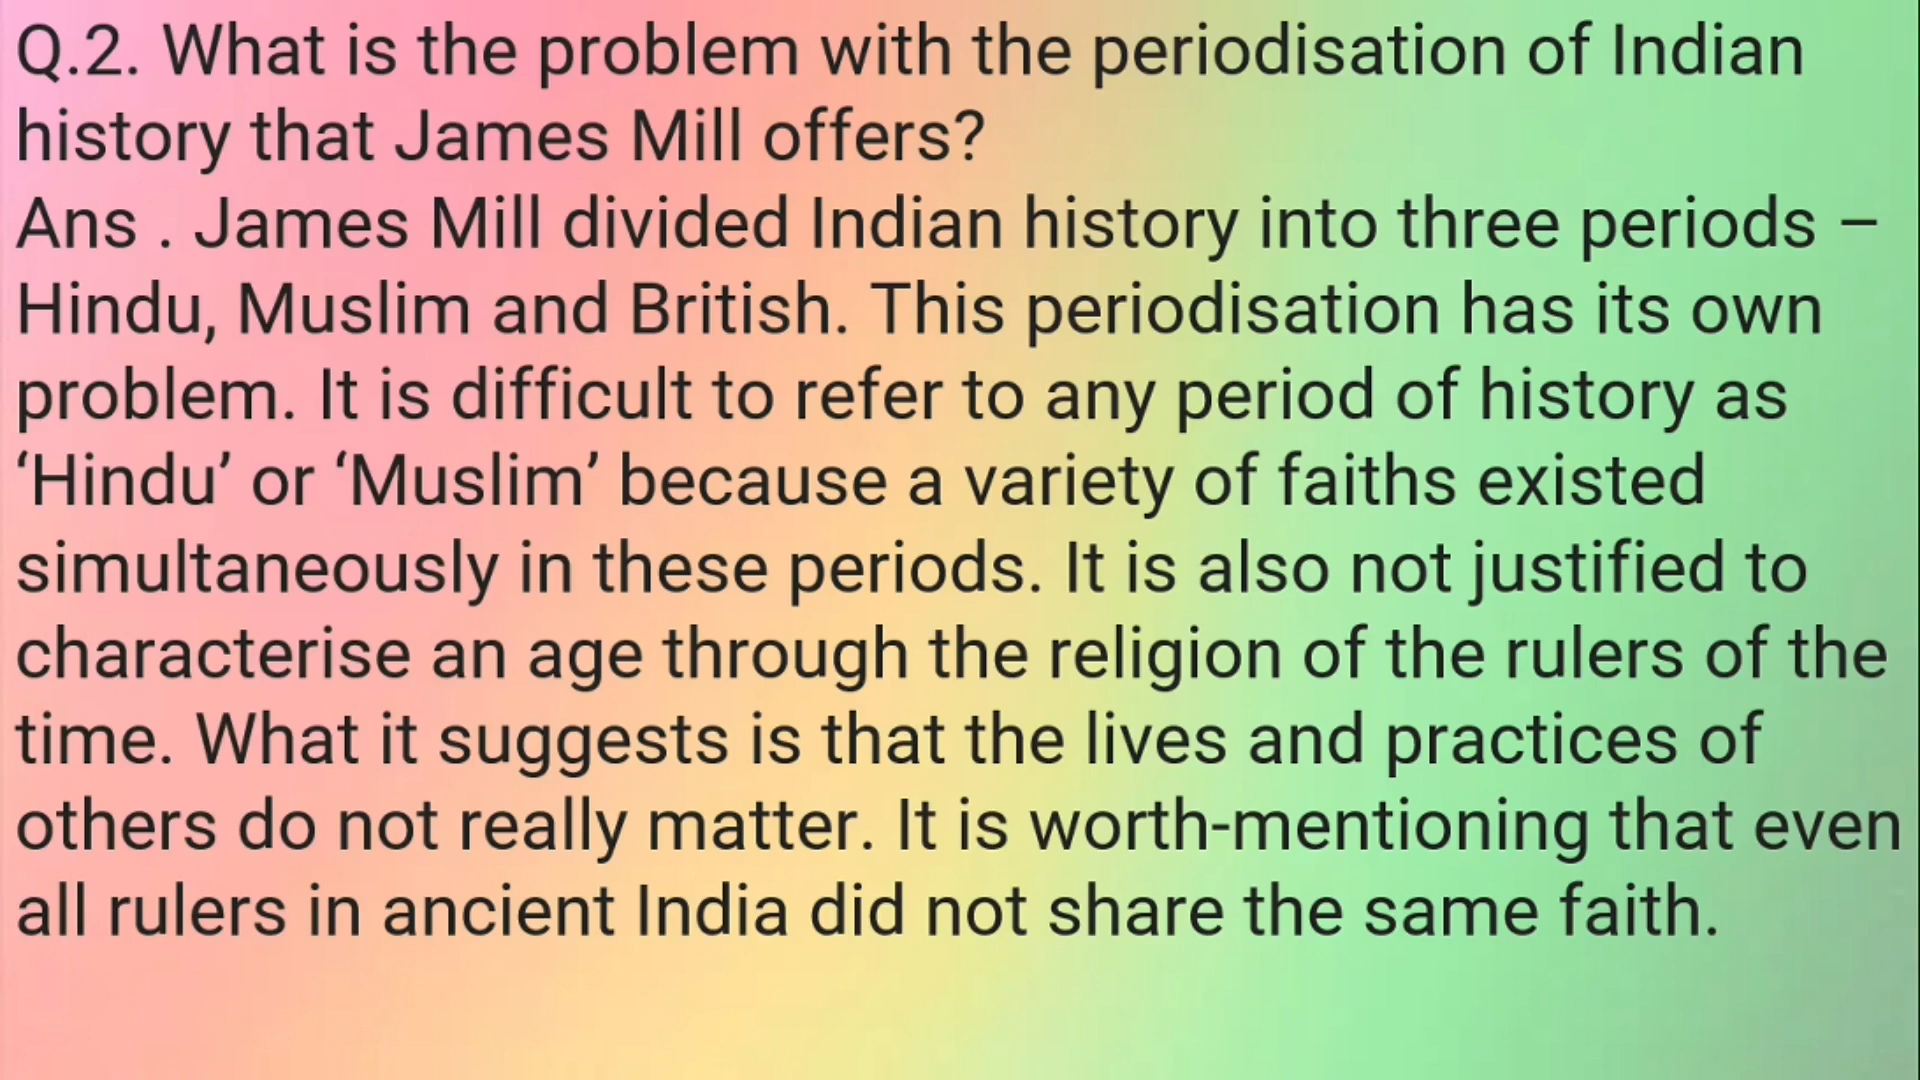 Q.2. What is the problem with the periodisation of Indian
history that James Mill offers?
Ans . James Mill divided Indian history into three periods –
Hindu, Muslim and British. This periodisation has its own
problem. It is difficult to refer to any period of history as
‘Hindu’ or ‘Muslim’ because a variety of faiths existed
simultaneously in these periods. It is also not justified to
characterise an age through the religion of the rulers of the
time. What it suggests is that the lives and practices of
others do not really matter. It is worth-mentioning that even
all rulers in ancient India did not share the same faith.